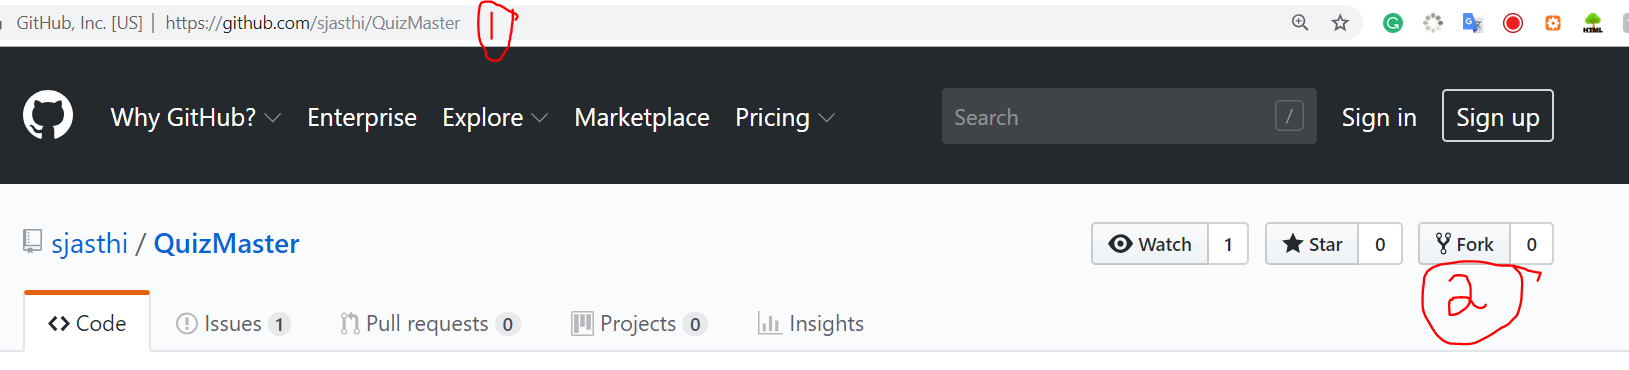 GitHub, Inc. [US] | https://github.com/sjasthi/QuizMaster 1
HTML
Why GitHub? Enterprise Explore Marketplace Pricing Search / Sign in Sign up
sjasthi / QuizMaster Watch 1 Star 0 Fork 0
2
Code Issues 1 Pull requests 0 Projects 0 Insights